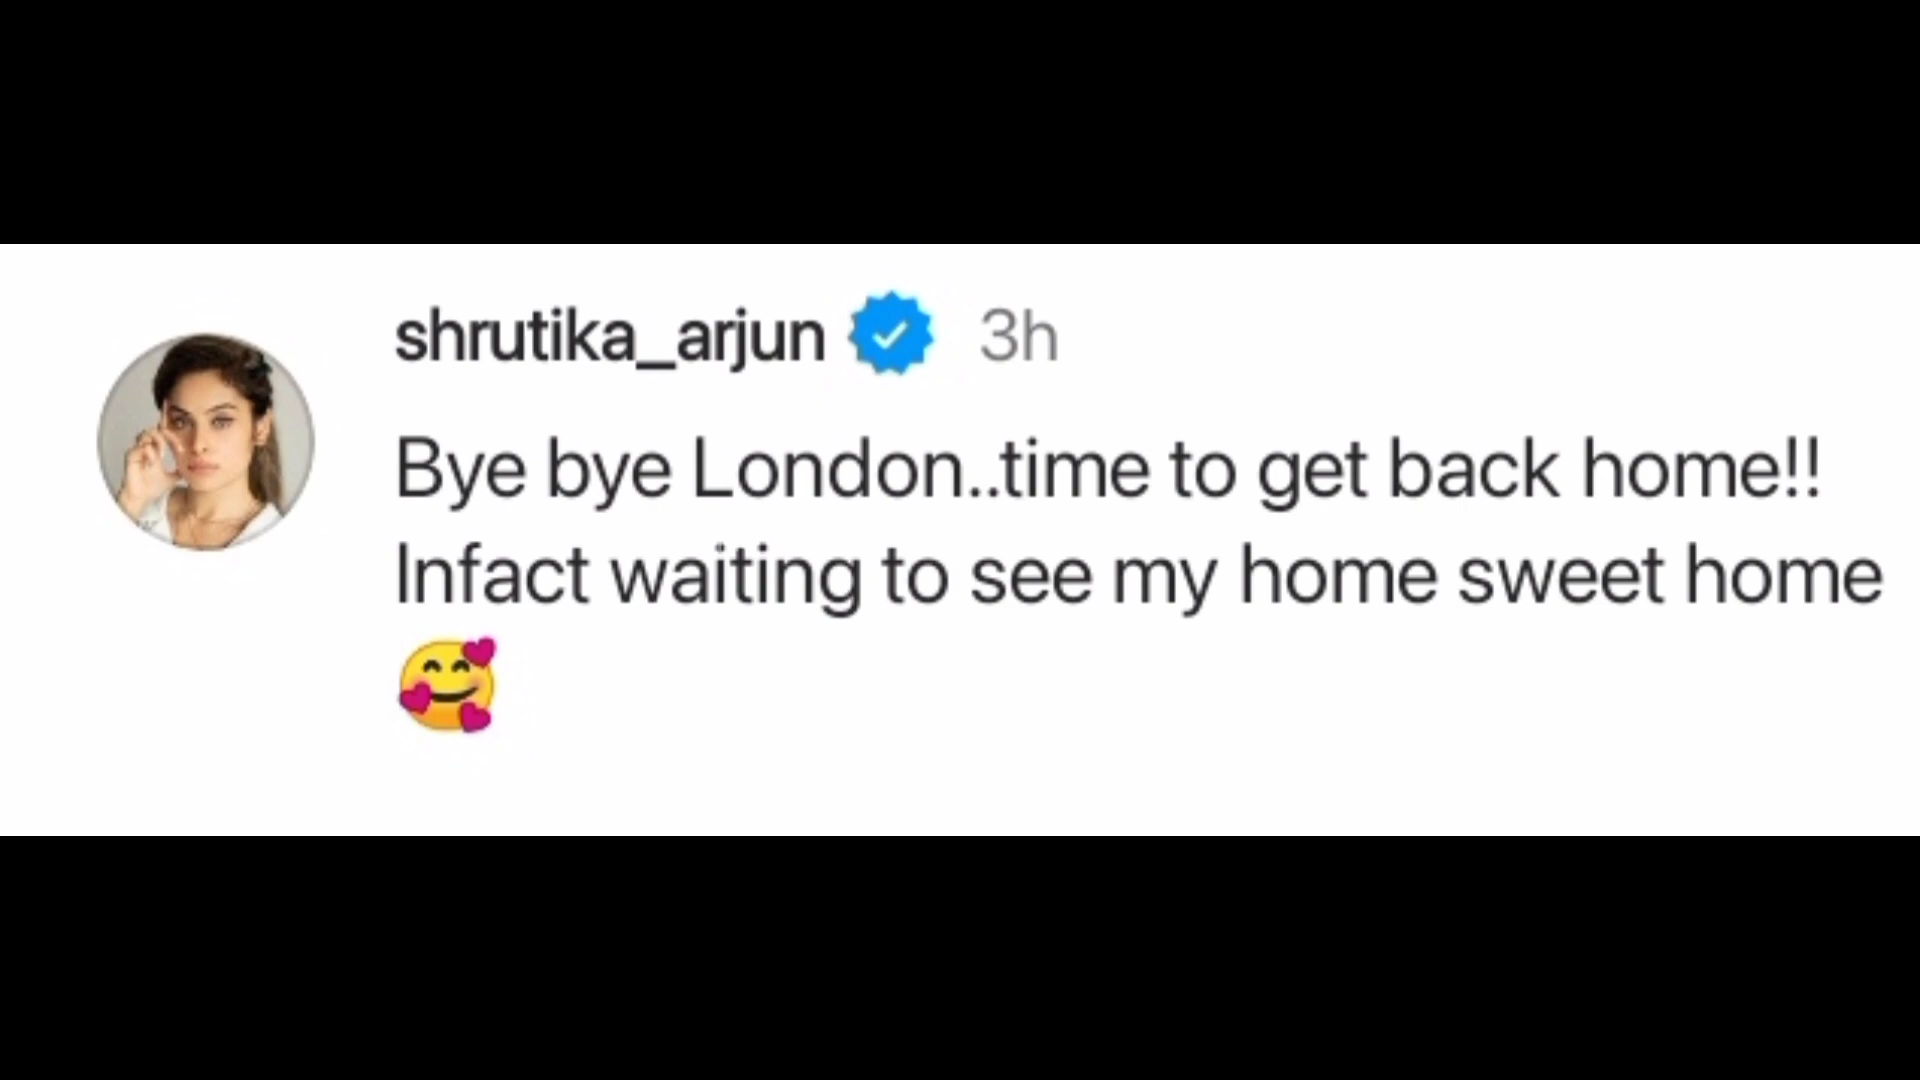 shrutika_arjun 3h
Bye bye London..time to get back home!!
Infact waiting to see my home sweet home
🥰